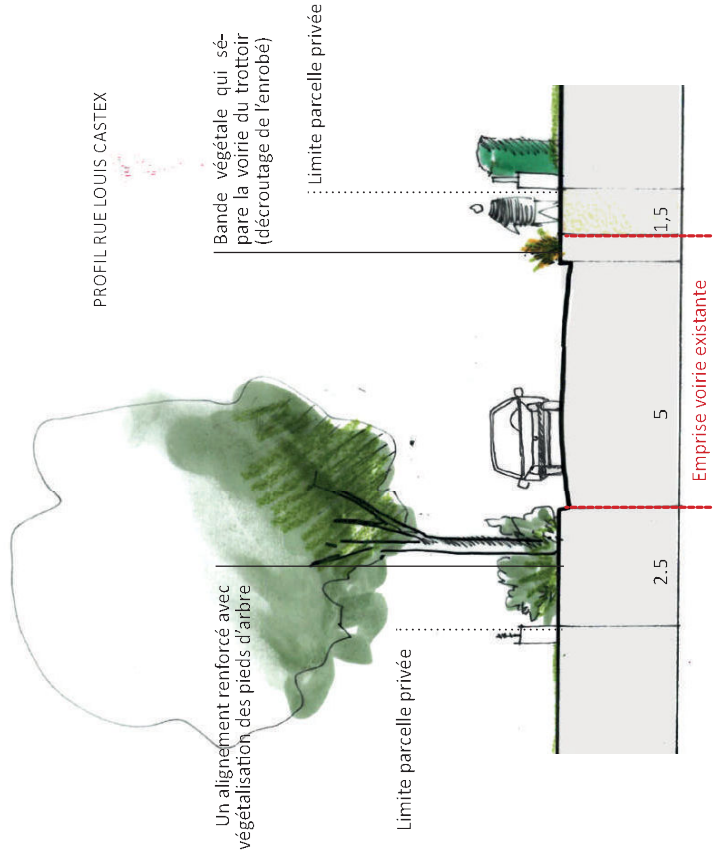 PROFIL RUE LOUIS CASTEX
Un alignement renforcé avec
végétalisation des pieds d'arbre
Limite parcelle privée
Bande végétale qui sé-
pare la voirie du trottoir
(décroutage de l'enrobé)
Limite parcelle privée
2.5
5
1,5
Emprise voirie existante